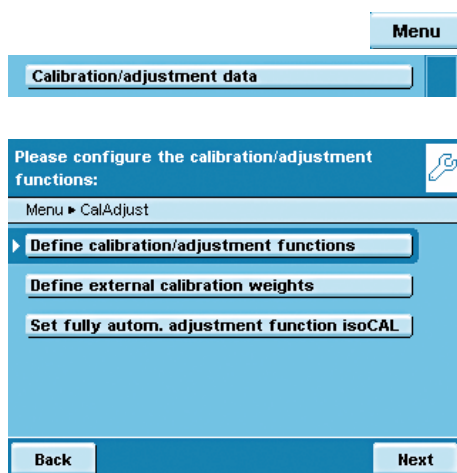 Menu
Calibration/adjustment data
Please configure the calibration/adjustment
functions:
Menu ▸ CalAdjust
Define calibration/adjustment functions
Define external calibration weights
Set fully autom. adjustment function isoCAL
Back
Next